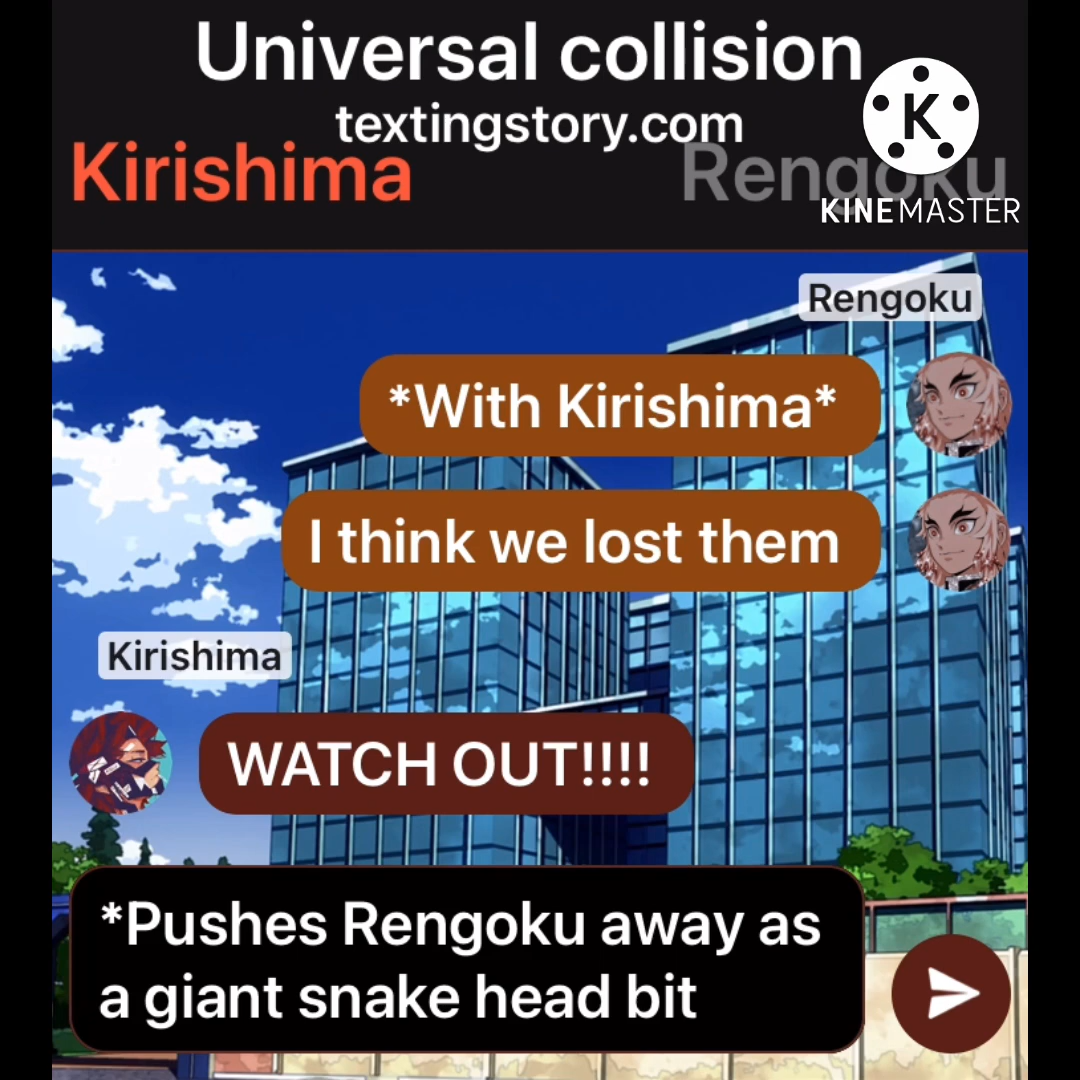 Universal collision
textingstory.com
Kirishima
Rengoku
K
KINEMASTER
Rengoku
*With Kirishima*
I think we lost them
Kirishima
WATCH OUT!!!!
*Pushes Rengoku away as
a giant snake head bit